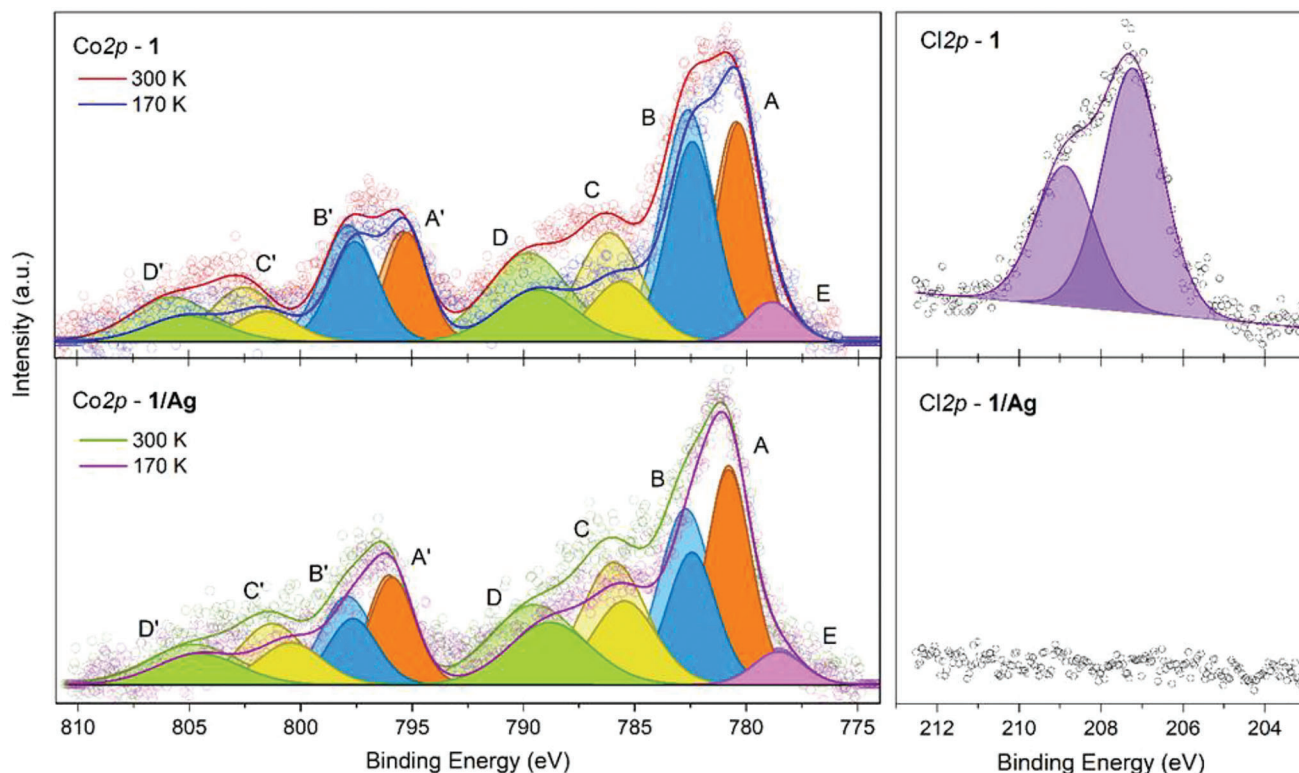 Co2p - 1
300 K
170 K
A
B
C
D
E
A'
B'
C'
D'
Cl2p - 1
Intensity (a.u.)
Co2p - 1/Ag
300 K
170 K
A
B
C
D
E
A'
B'
C'
D'
Cl2p - 1/Ag
810 805 800 795 790 785 780 775
Binding Energy (eV)
212 210 208 206 204
Binding Energy (eV)